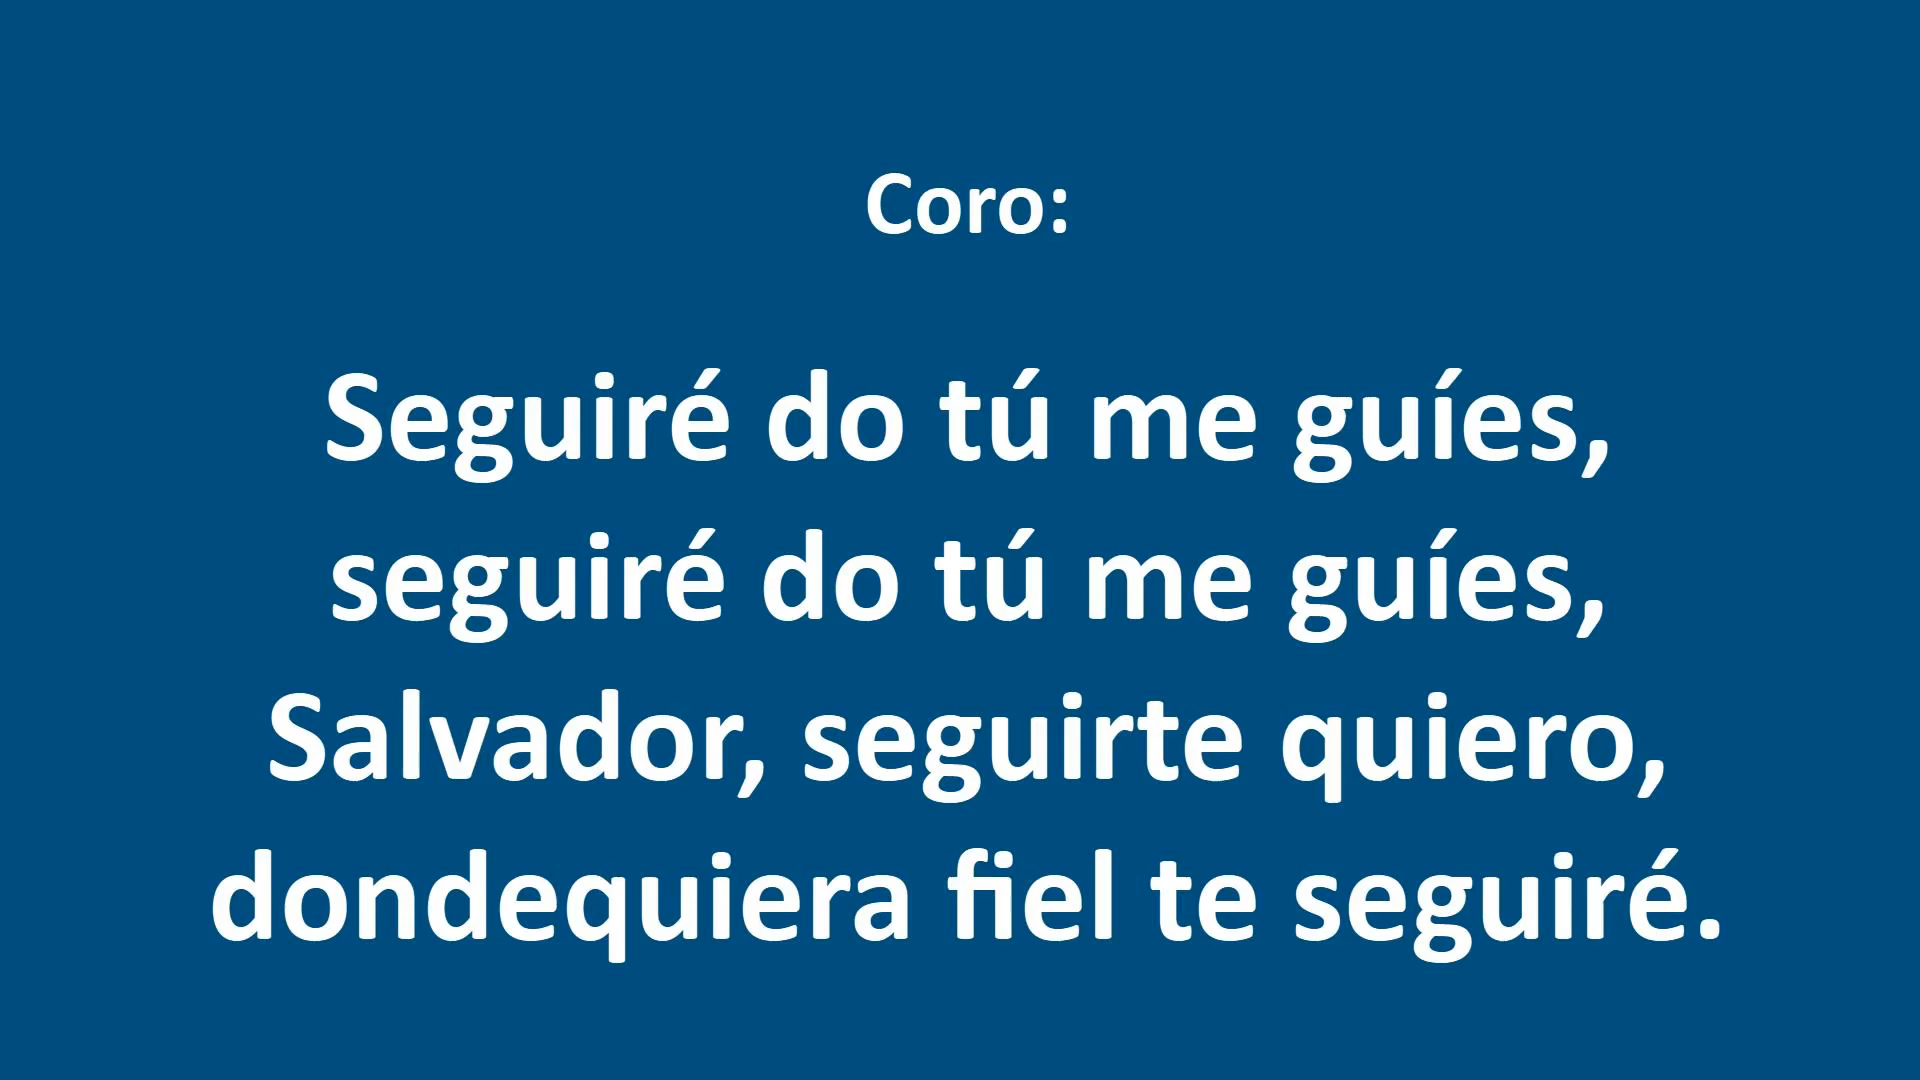 Coro:
Seguiré do tú me guíes,
seguiré do tú me guíes,
Salvador, seguirte quiero,
dondequiera fiel te seguiré.